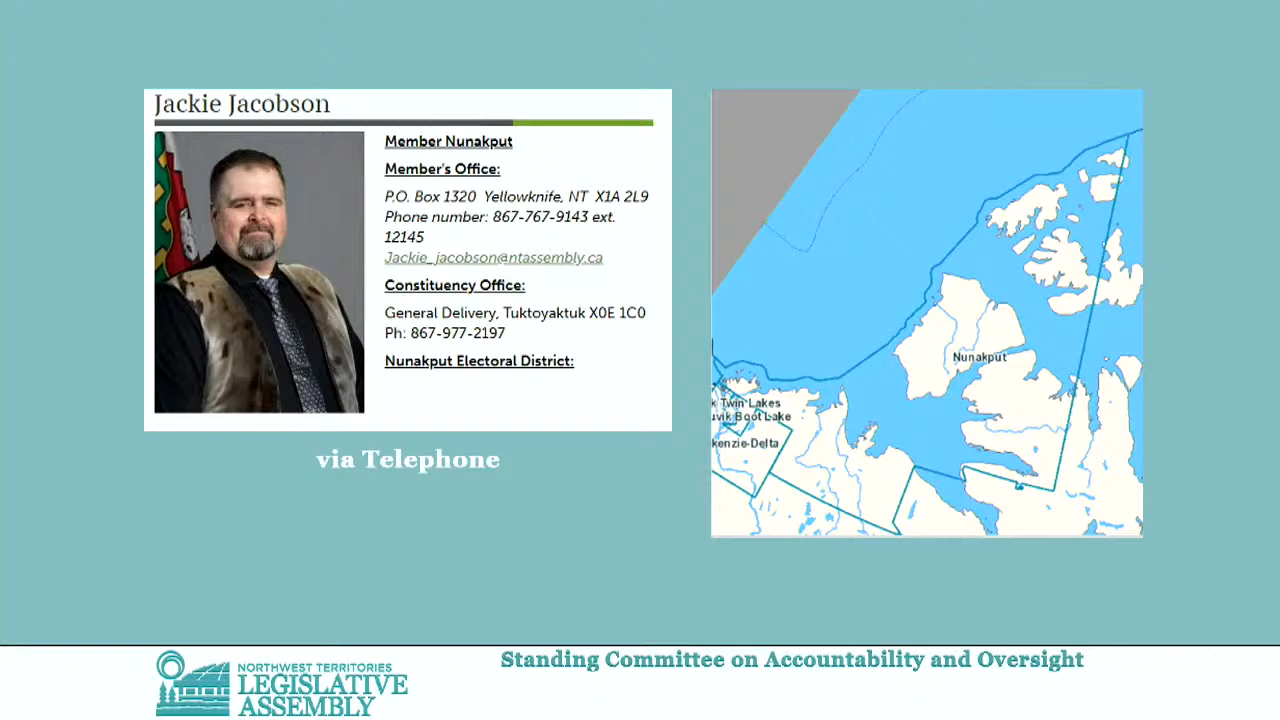 Jackie Jacobson
Member Nunakput
Member's Office:
P.O. Box 1320 Yellowknife, NT X1A 2L9
Phone number: 867-767-9143 ext.
12145
Jackie_jacobson@ntassembly.ca
Constituency Office:
General Delivery, Tuktoyaktuk X0E 1C0
Ph: 867-977-2197
Nunakput Electoral District:
via Telephone
Nunakput
k Twin Lakes
uvik Boot Lake
kenzie-Delta
Standing Committee on Accountability and Oversight
NORTHWEST TERRITORIES
LEGISLATIVE
ASSEMBLY